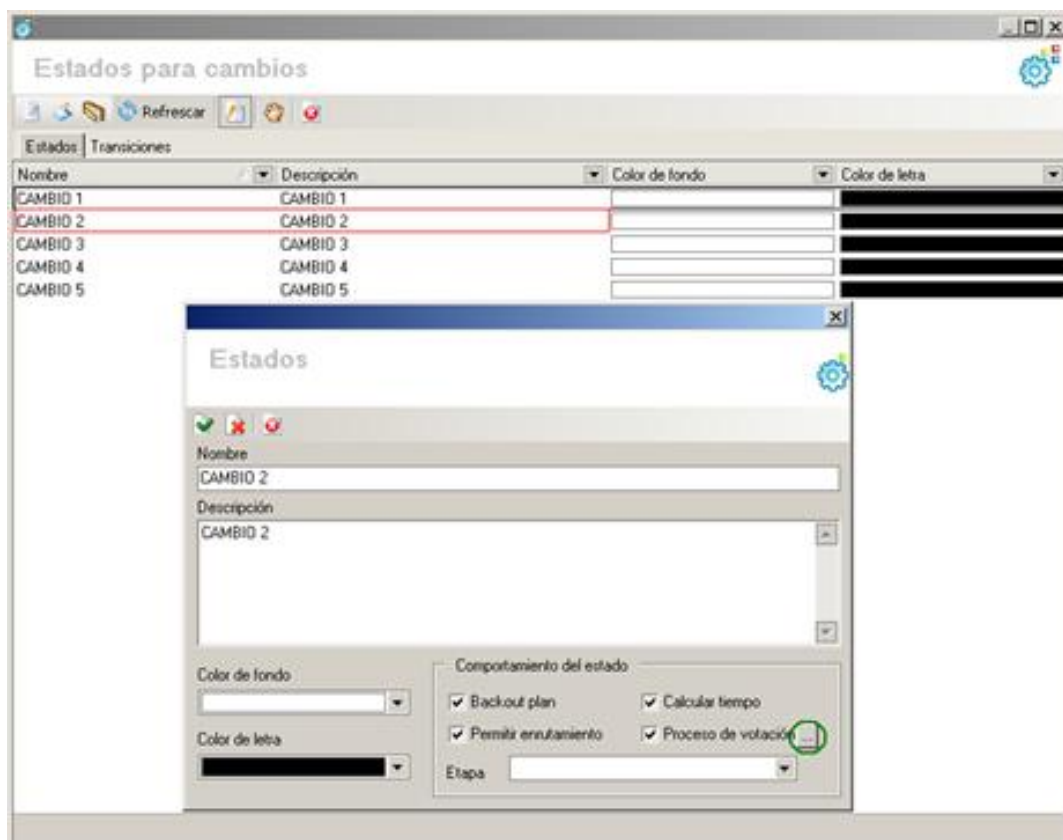 Estados para cambios
Refrescar
Estados Transiciones
Nombre Descripción Color de fondo Color de letra
CAMBIO 1 CAMBIO 1
CAMBIO 2 CAMBIO 2
CAMBIO 3 CAMBIO 3
CAMBIO 4 CAMBIO 4
CAMBIO 5 CAMBIO 5
Estados
Nombre
CAMBIO 2
Descripción
CAMBIO 2
Color de fondo
Color de letra
Comportamiento del estado
Backout plan Calcular tiempo
Permitir enrutamiento Proceso de votación ...
Etapa